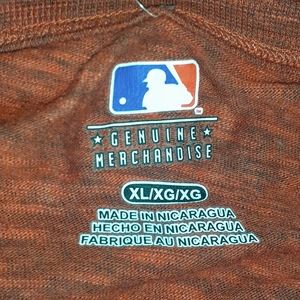 GENUINE
MERCHANDISE
XL/XG/XG
MADE IN NICARAGUA
HECHO EN NICARAGUA
FABRIQUE AU NICARAGUA